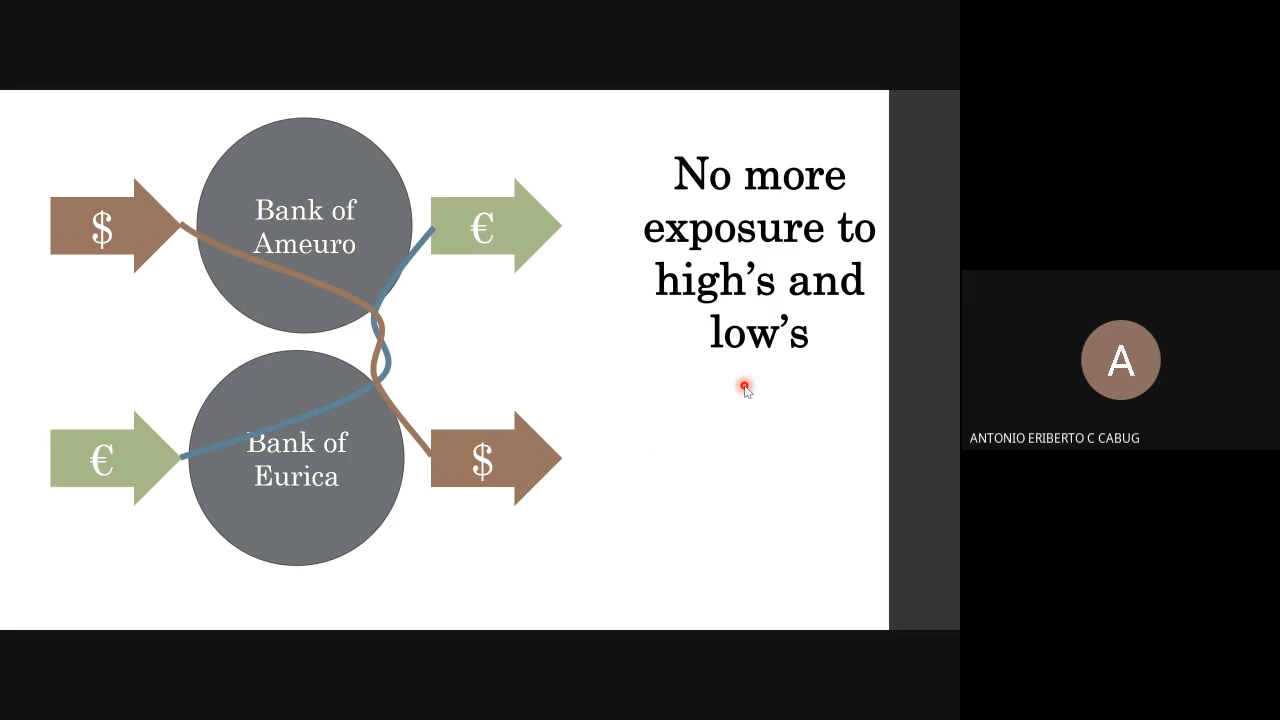 $
Bank of
Ameuro
€
€
Bank of
Eurica
$
No more
exposure to
high’s and
low’s
A
ANTONIO ERIBERTO C CABUG